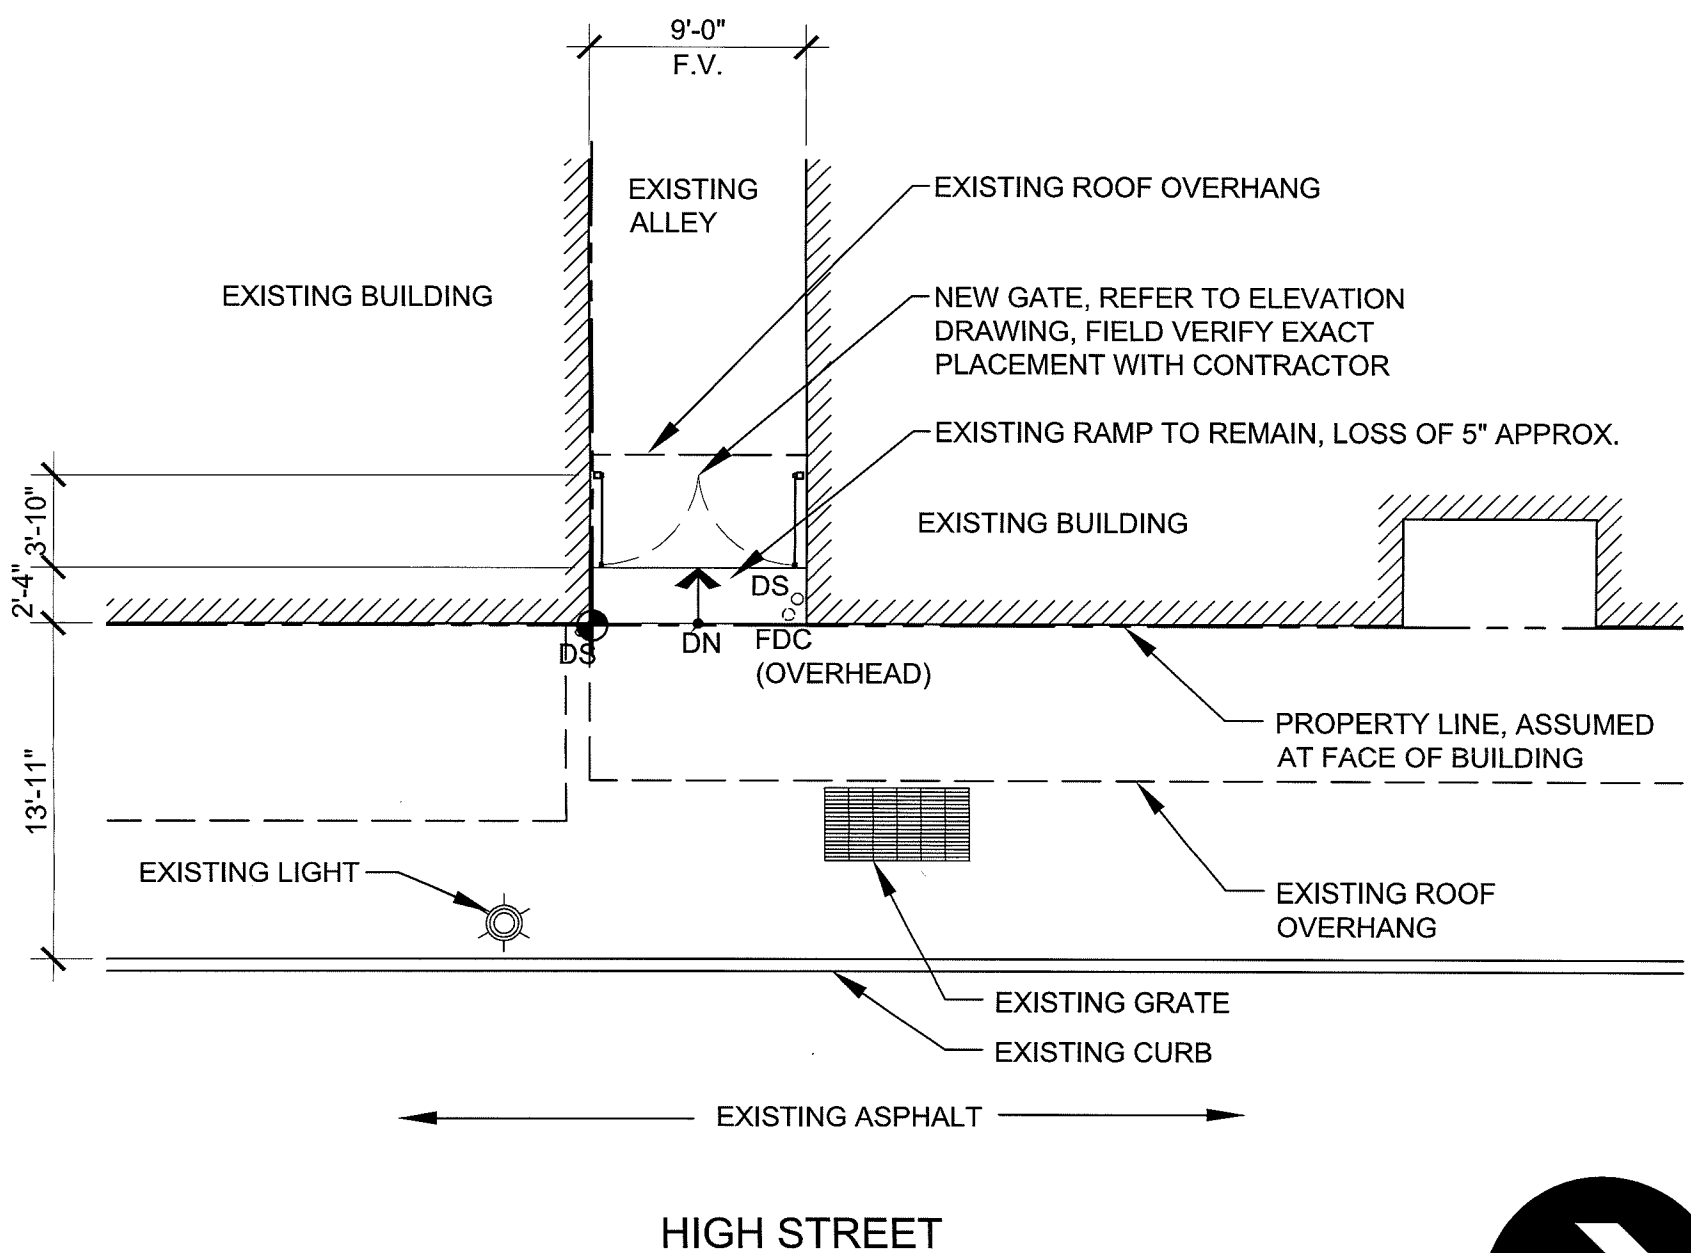 9'-0"
F.V.
EXISTING
ALLEY
EXISTING ROOF OVERHANG
EXISTING BUILDING
NEW GATE, REFER TO ELEVATION
DRAWING, FIELD VERIFY EXACT
PLACEMENT WITH CONTRACTOR
EXISTING RAMP TO REMAIN, LOSS OF 5" APPROX.
3'-10"
EXISTING BUILDING
2'-4"
DS
DS
DN
FDC
(OVERHEAD)
PROPERTY LINE, ASSUMED
AT FACE OF BUILDING
13'-11"
EXISTING LIGHT
EXISTING ROOF
OVERHANG
EXISTING GRATE
EXISTING CURB
EXISTING ASPHALT
HIGH STREET